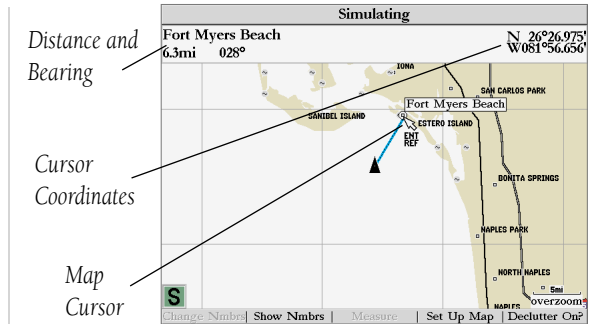 Simulating
Distance and
Bearing
Fort Myers Beach
6.3mi 028°
N 26°26.975'
W081°56.656'
IONA
SAN CARLOS PARK
Fort Myers Beach
SANIBEL ISLAND
ESTERO ISLAND
ENT
REF
Cursor
Coordinates
BONITA SPRINGS
NAPLES PARK
Map
Cursor
NORTH NAPLES
5mi
overzoom
NAPLES
S
Change Nmbrs Show Nmbrs Measure Set Up Map Declutter On?